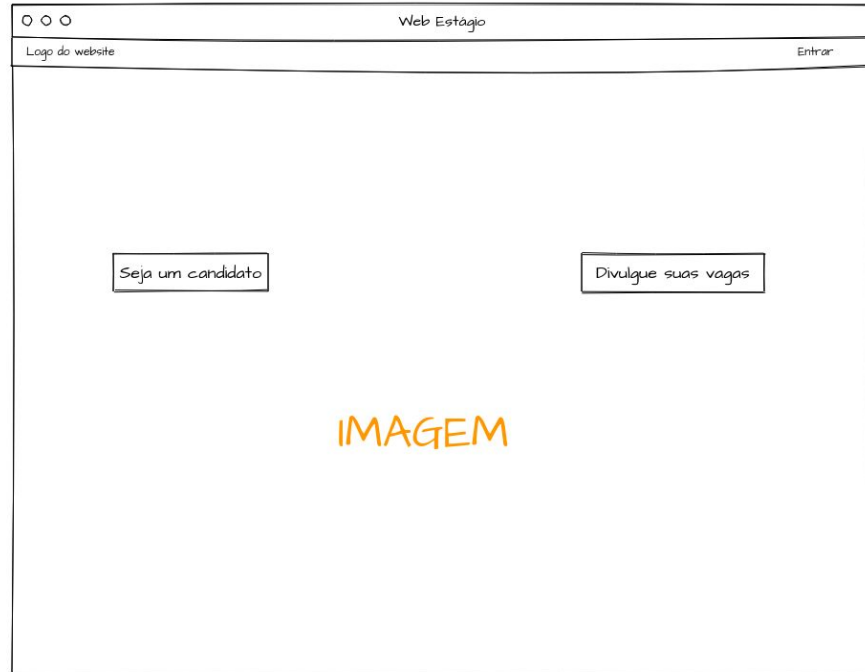 Web Estágio
Logo do website
Entrar
Seja um candidato
Divulgue suas vagas
IMAGEM